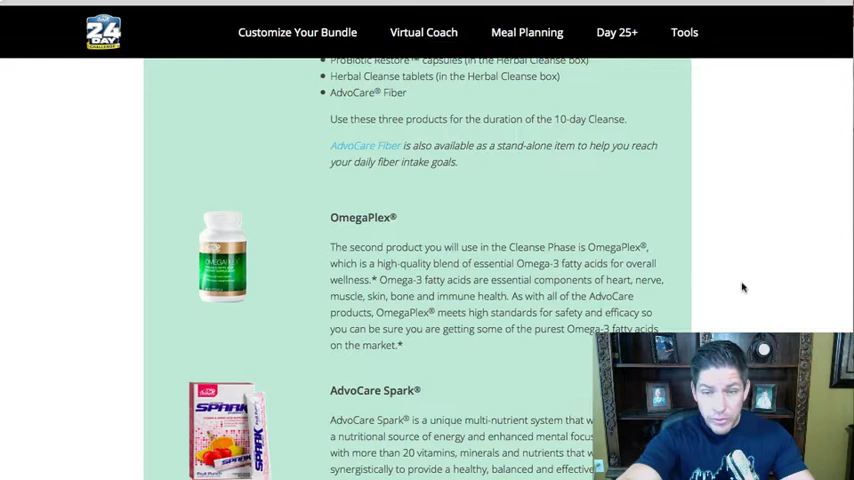 24
DAY
CHALLENGE
Customize Your Bundle
Virtual Coach
Meal Planning
Day 25+
Tools
ProBiotic Restore™ capsules (in the Herbal Cleanse box)
Herbal Cleanse tablets (in the Herbal Cleanse box)
AdvoCare® Fiber
Use these three products for the duration of the 10-day Cleanse.
AdvoCare Fiber is also available as a stand-alone item to help you reach
your daily fiber intake goals.
OmegaPlex®
The second product you will use in the Cleanse Phase is OmegaPlex®,
which is a high-quality blend of essential Omega-3 fatty acids for overall
wellness.* Omega-3 fatty acids are essential components of heart, nerve,
muscle, skin, bone and immune health. As with all of the AdvoCare
products, OmegaPlex® meets high standards for safety and efficacy so
you can be sure you are getting some of the purest Omega-3 fatty acids
on the market.*
OMEGAPLEX
AdvoCare Spark®
AdvoCare Spark® is a unique multi-nutrient system that
a nutritional source of energy and enhanced mental focus
with more than 20 vitamins, minerals and nutrients that
synergistically to provide a healthy, balanced and effective
SPARK
SPARK
Fruit Punch